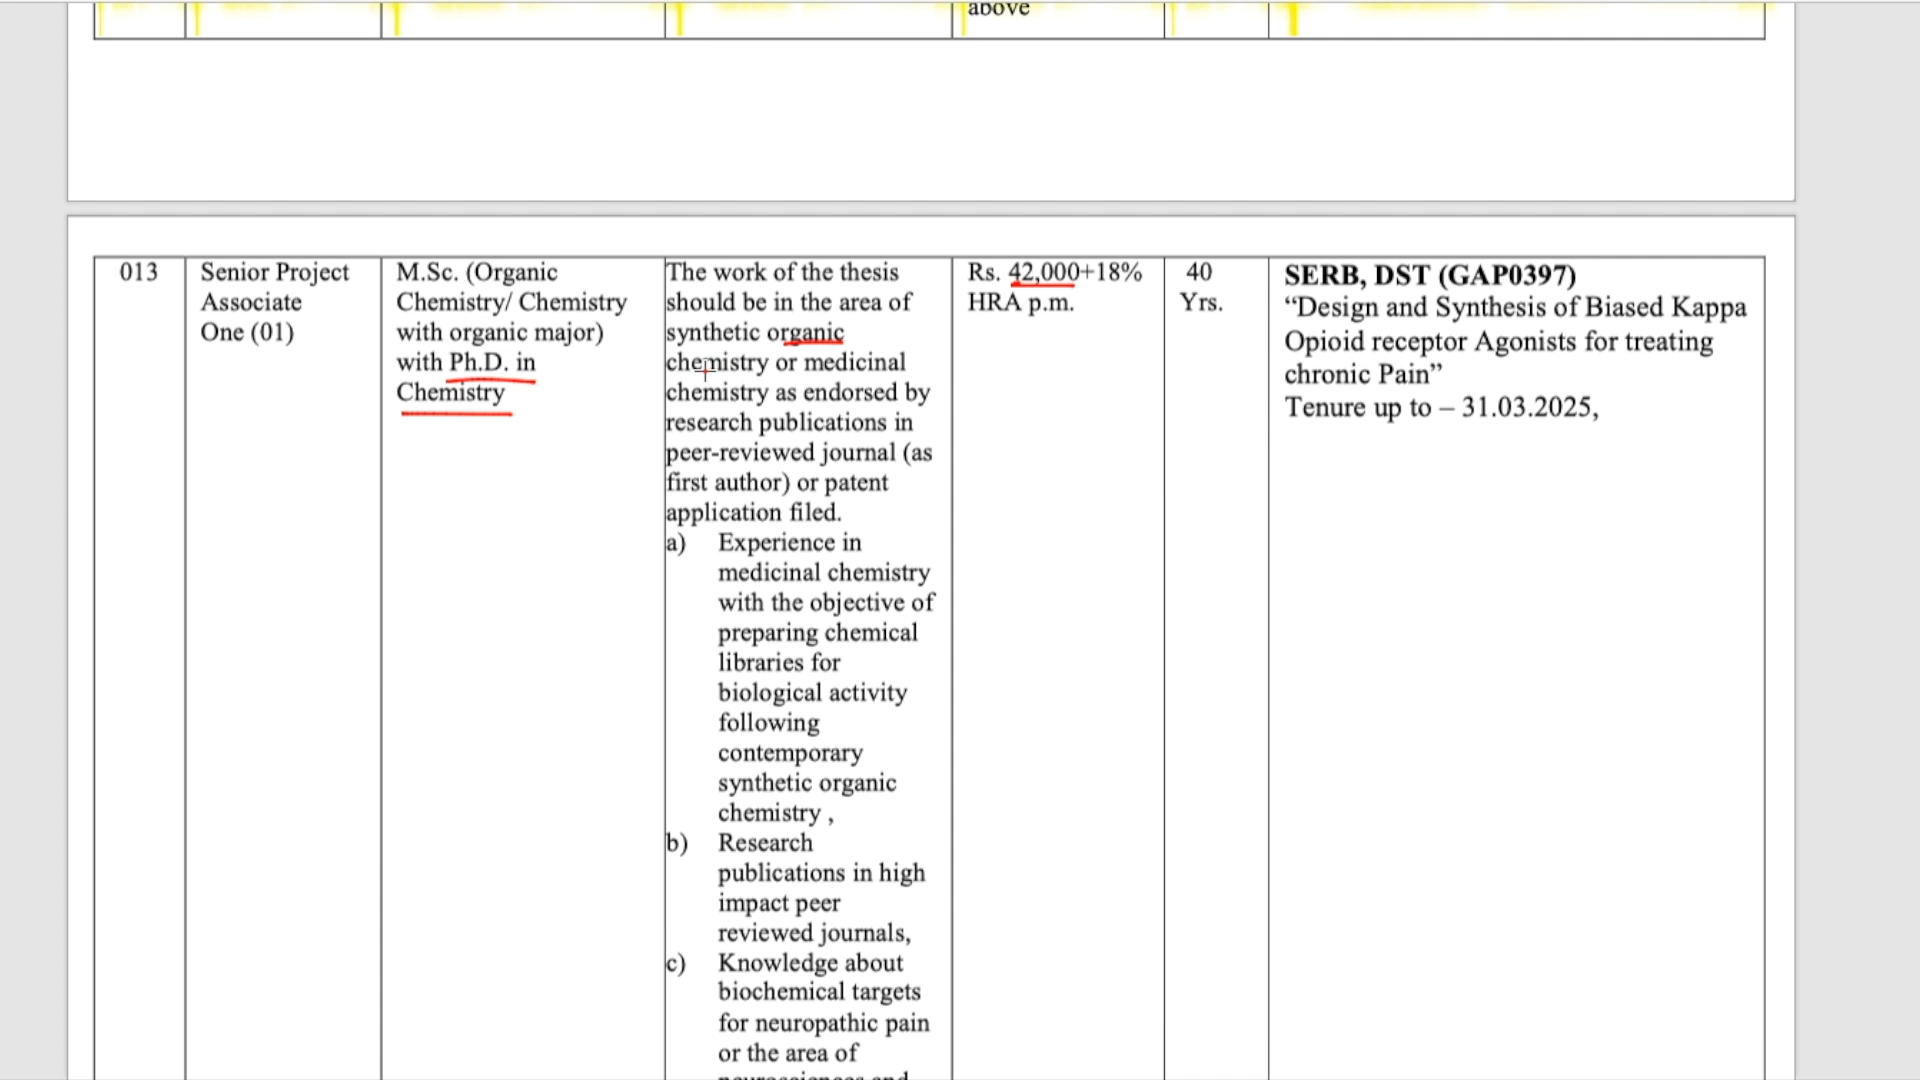 above
013
Senior Project
Associate
One (01)
M.Sc. (Organic
Chemistry/ Chemistry
with organic major)
with Ph.D. in
Chemistry
The work of the thesis
should be in the area of
synthetic organic
chemistry or medicinal
chemistry as endorsed by
research publications in
peer-reviewed journal (as
first author) or patent
application filed.
a) Experience in
medicinal chemistry
with the objective of
preparing chemical
libraries for
biological activity
following
contemporary
synthetic organic
chemistry ,
b) Research
publications in high
impact peer
reviewed journals,
c) Knowledge about
biochemical targets
for neuropathic pain
or the area of
Rs. 42,000+18%
HRA p.m.
40
Yrs.
SERB, DST (GAP0397)
“Design and Synthesis of Biased Kappa
Opioid receptor Agonists for treating
chronic Pain”
Tenure up to – 31.03.2025,